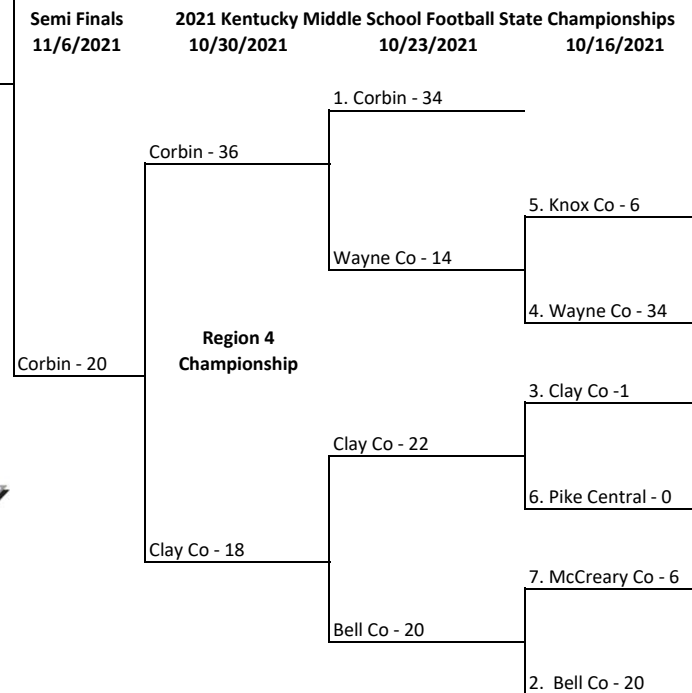 Semi Finals 2021 Kentucky Middle School Football State Championships
11/6/2021 10/30/2021 10/23/2021 10/16/2021
1. Corbin - 34
Corbin - 36
5. Knox Co - 6
Wayne Co - 14
4. Wayne Co - 34
Region 4
Championship
Corbin - 20
3. Clay Co -1
Clay Co - 22
6. Pike Central - 0
Clay Co - 18
7. McCreary Co - 6
Bell Co - 20
2. Bell Co - 20